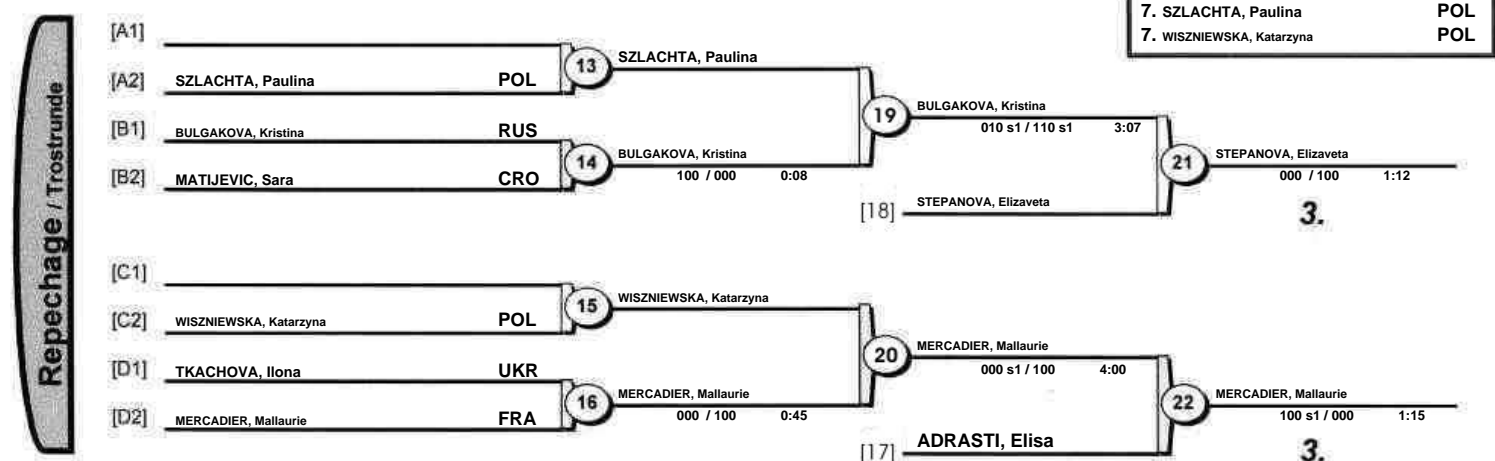 7. SZLACHTA, Paulina POL
7. WISZNIEWSKA, Katarzyna POL
Repechage / Trostrunde
[A1]
13 SZLACHTA, Paulina
[A2] SZLACHTA, Paulina POL
19 BULGAKOVA, Kristina
010 s1 / 110 s1 3:07
[B1] BULGAKOVA, Kristina RUS
14 BULGAKOVA, Kristina
100 / 000 0:08
21 STEPANOVA, Elizaveta
000 / 100 1:12
[B2] MATIJEVIC, Sara CRO
[18] STEPANOVA, Elizaveta
3.
[C1]
15 WISZNIEWSKA, Katarzyna
[C2] WISZNIEWSKA, Katarzyna POL
20 MERCADIER, Mallaurie
000 s1 / 100 4:00
[D1] TKACHOVA, Ilona UKR
16 MERCADIER, Mallaurie
000 / 100 0:45
22 MERCADIER, Mallaurie
100 s1 / 000 1:15
[D2] MERCADIER, Mallaurie FRA
[17] ADRASTI, Elisa
3.